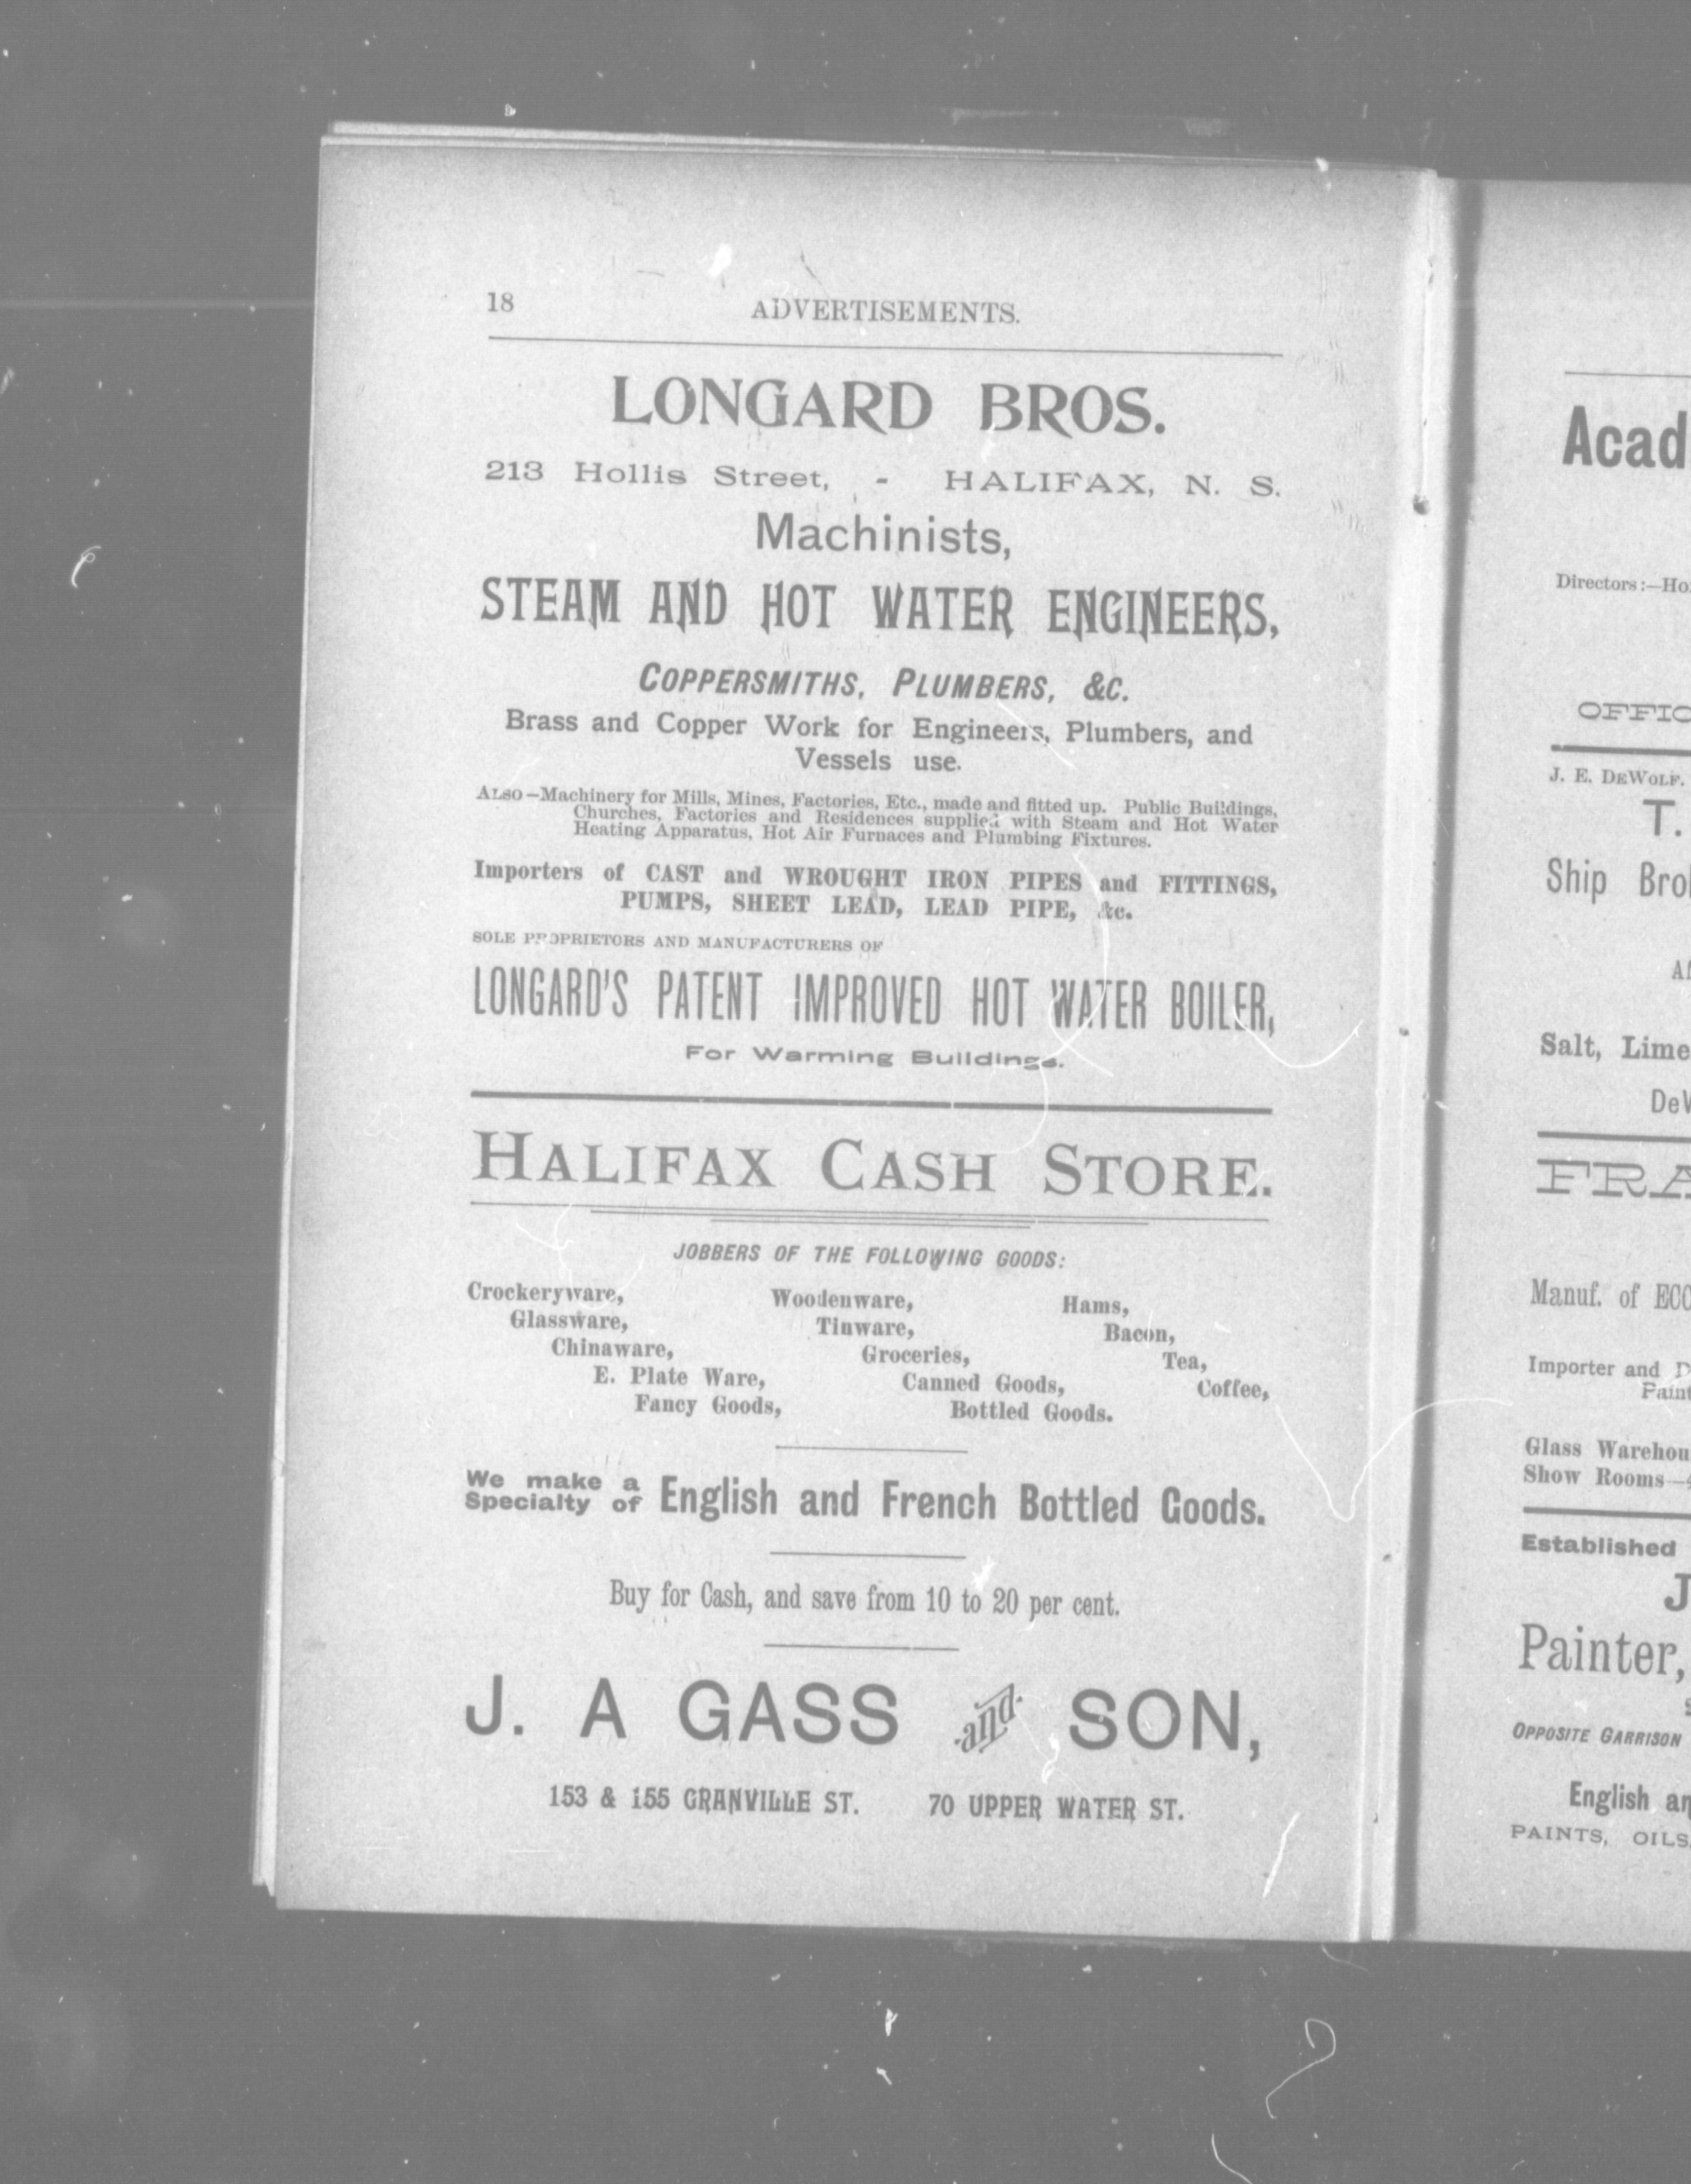 18 ADVERTISEMENTS.
LONGARD BROS.
213 Hollis Street, - HALIFAX, N. S.
Machinists,
STEAM AND HOT WATER ENGINEERS,
COPPERSMITHS, PLUMBERS, &C.
Brass and Copper Work for Engineers, Plumbers, and
Vessels use.
ALSO—Machinery for Mills, Mines, Factories, Etc., made and fitted up. Public Buildings,
Churches, Factories and Residences supplied with Steam and Hot Water
Heating Apparatus, Hot Air Furnaces and Plumbing Fixtures.
Importers of CAST and WROUGHT IRON PIPES and FITTINGS,
PUMPS, SHEET LEAD, LEAD PIPE, &c.
SOLE PROPRIETORS AND MANUFACTURERS OF
LONGARD'S PATENT IMPROVED HOT WATER BOILER,
For Warming Buildings.
HALIFAX CASH STORE.
JOBBERS OF THE FOLLOWING GOODS:
Crockeryware, Woodenware, Hams,
Glassware, Tinware, Bacon,
Chinaware, Groceries, Tea,
E. Plate Ware, Canned Goods, Coffee,
Fancy Goods, Bottled Goods.
We make a
Specialty of English and French Bottled Goods.
Buy for Cash, and save from 10 to 20 per cent.
J. A GASS and SON,
153 & 155 GRANVILLE ST. 70 UPPER WATER ST.
Acad
Directors:—Ho
OFFIC
J. E. DEWOLF.
T.
Ship Bro
Salt, Lime
DeW
FRA
Manuf. of ECC
Importer and
Paint
Glass Warehou
Show Rooms—4
Established
J
Painter,
OPPOSITE GARRISON
English an
PAINTS, OILS,